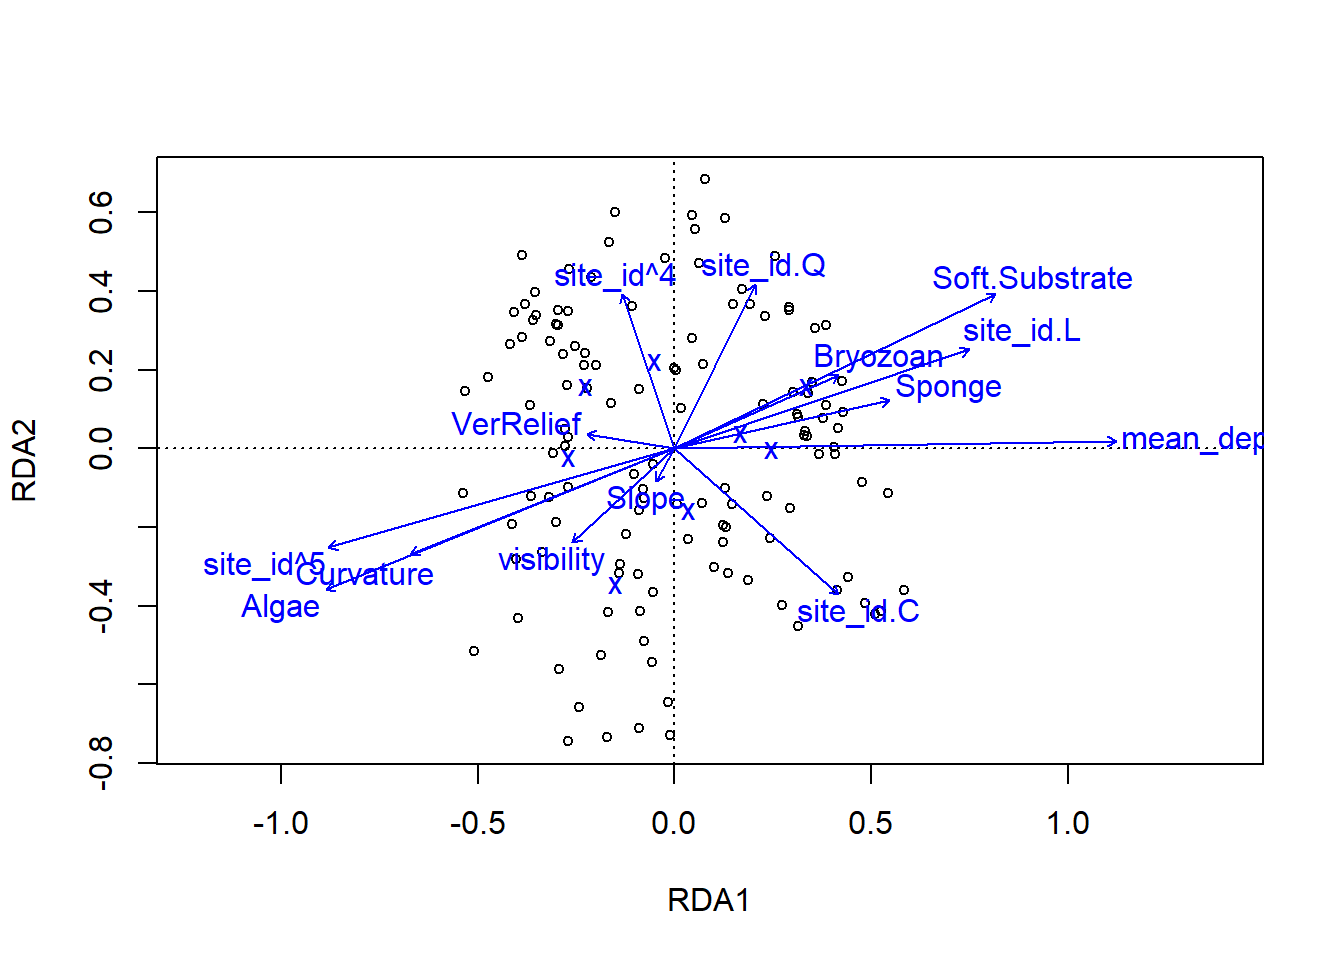 0.6
0.4
0.2
0.0
-0.4
-0.8
RDA2
site_id^4
site_id.Q
Soft.Substrate
site_id.L
Bryozoan
x
x
x
Sponge
VerRelief
x
mean_dep
x
x
Slope
x
visibility
site_id^5
Curvature
x
Algae
site_id.C
-1.0
-0.5
0.0
0.5
1.0
RDA1